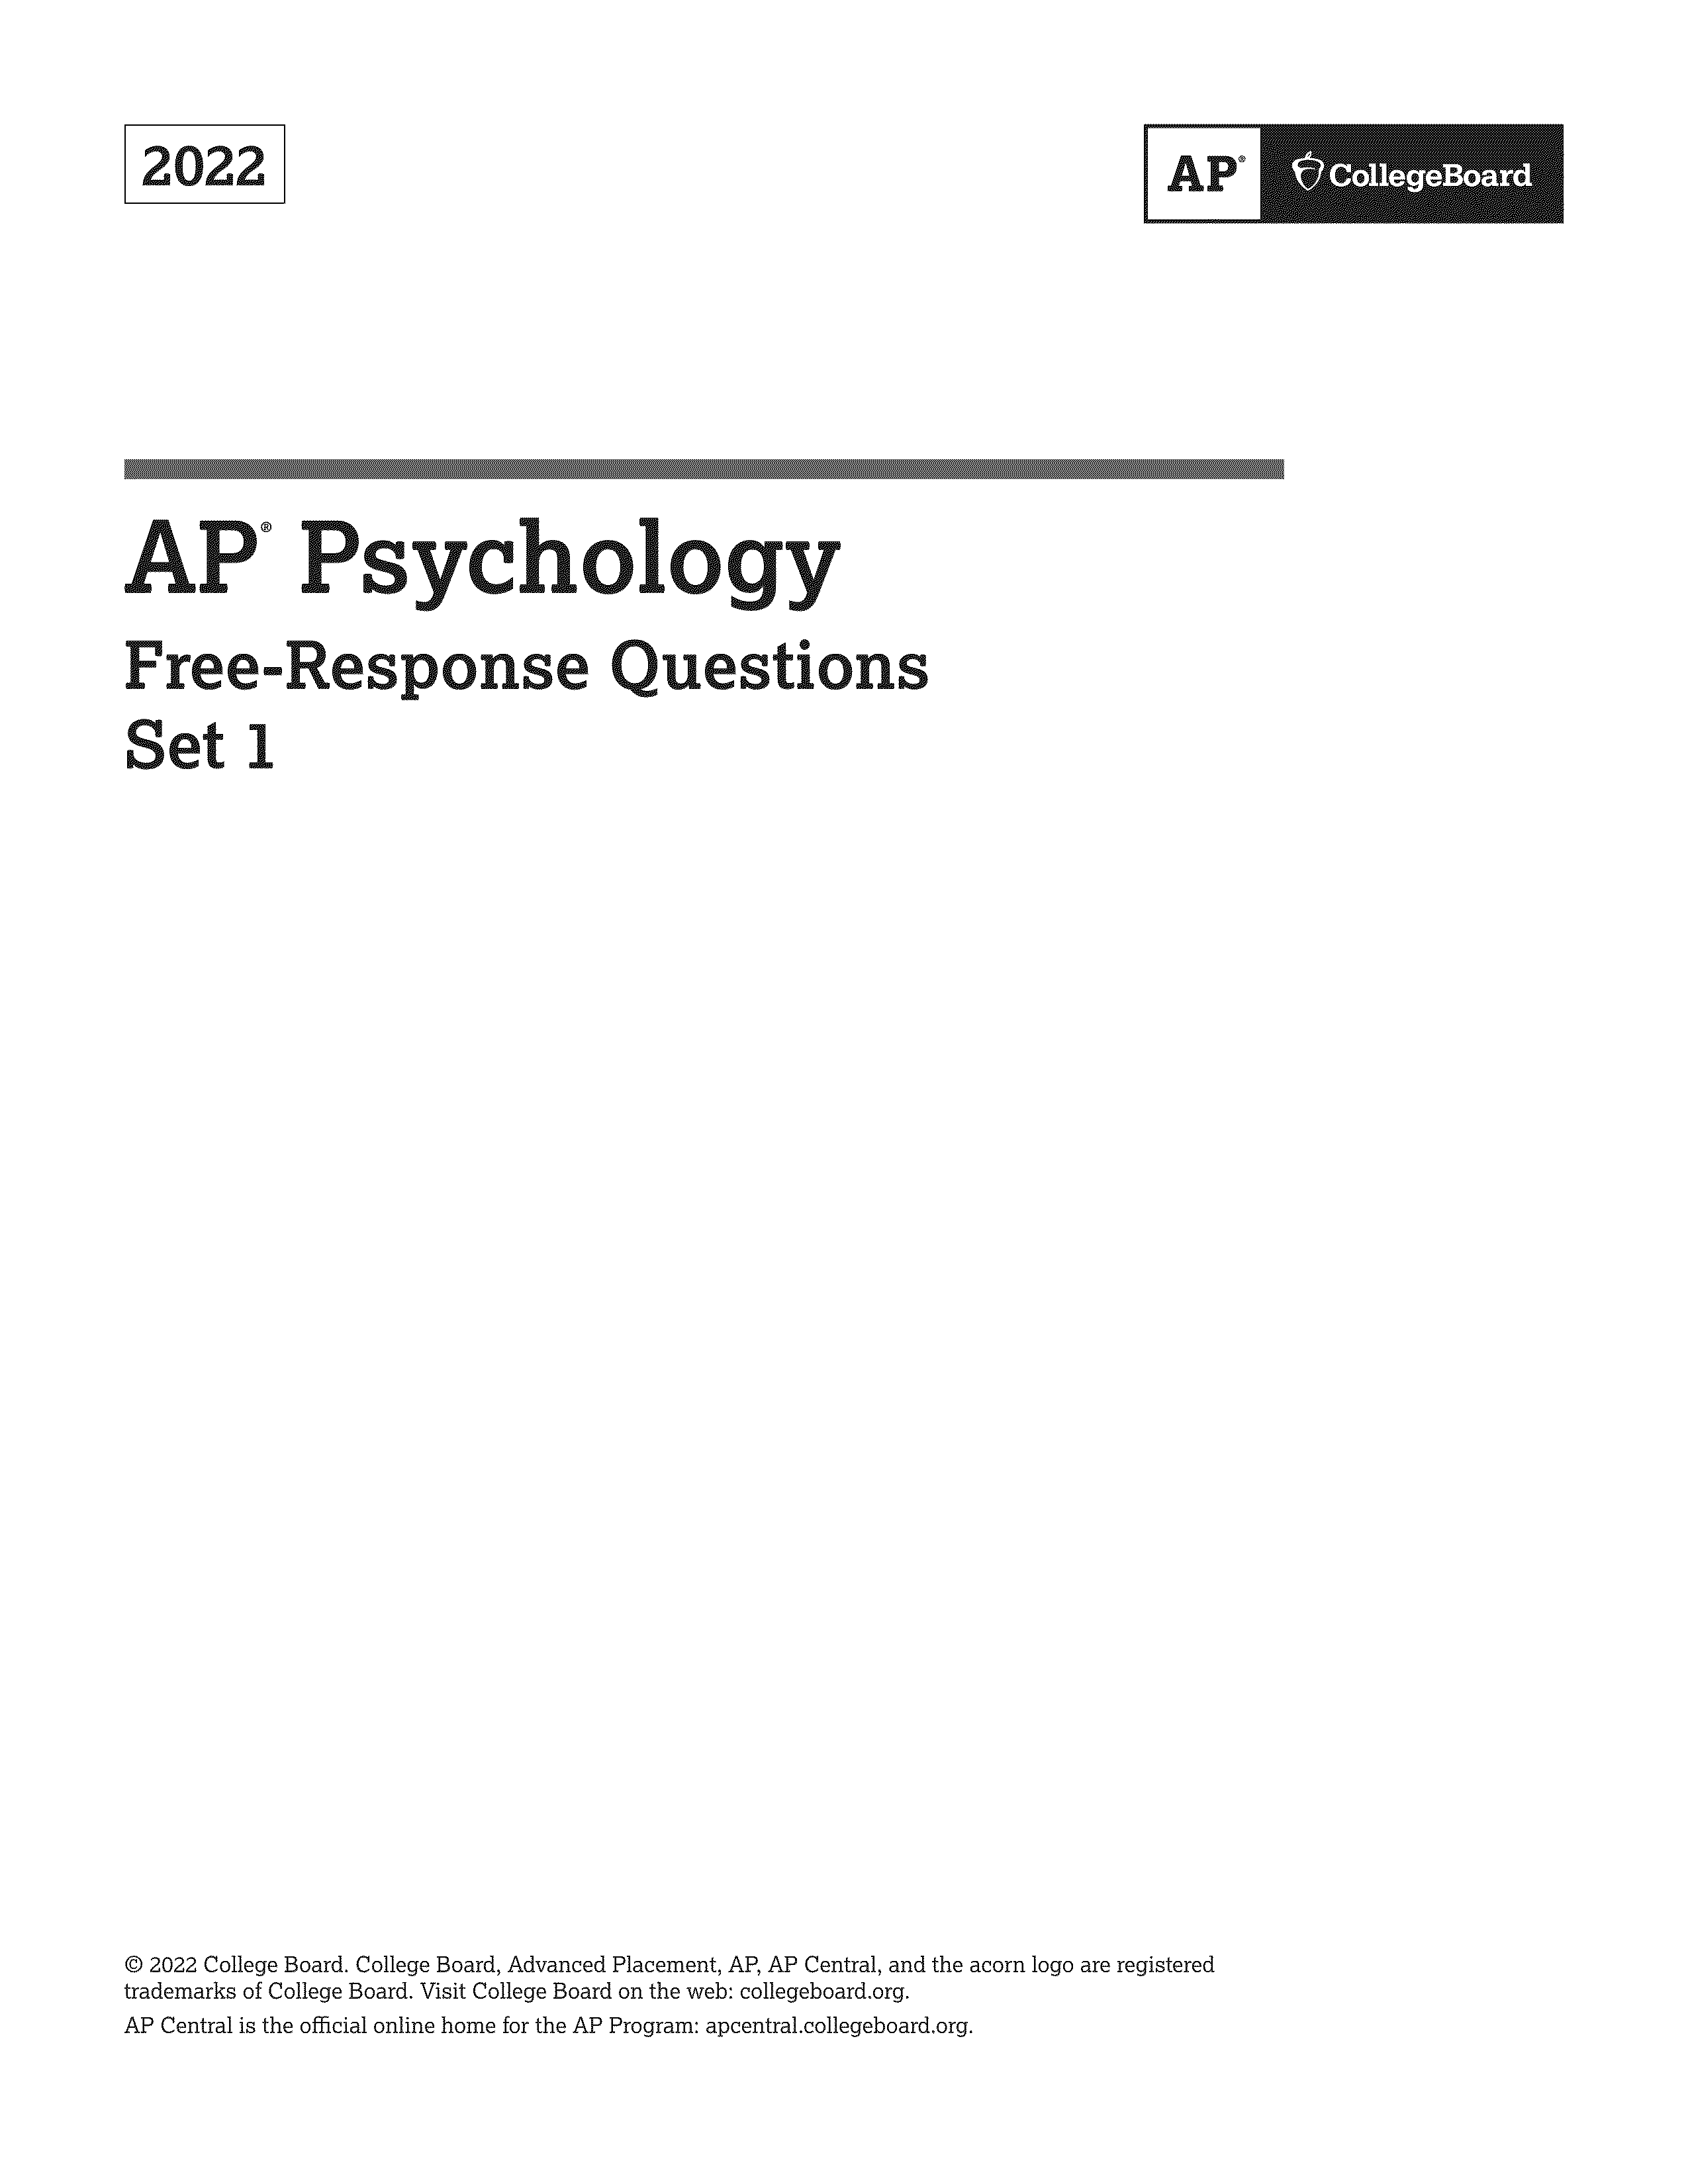 2022
AP® CollegeBoard
AP® Psychology
Free-Response Questions
Set 1
© 2022 College Board. College Board, Advanced Placement, AP, AP Central, and the acorn logo are registered
trademarks of College Board. Visit College Board on the web: collegeboard.org.
AP Central is the official online home for the AP Program: apcentral.collegeboard.org.